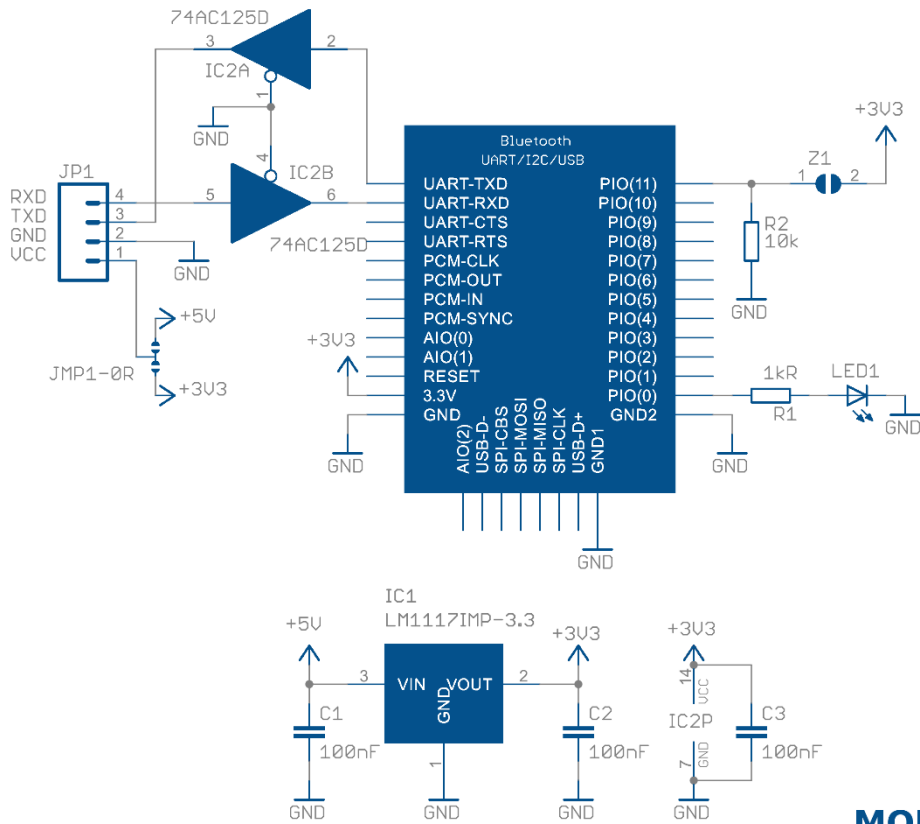 74AC125D
3
2
IC2A
1
GND
4
IC2B
5
6
74AC125D
JP1
RXD
TXD
GND
VCC
4
3
2
1
GND
+5V
JMP1-0R
+3V3
Bluetooth
UART/I2C/USB
UART-TXD
UART-RXD
UART-CTS
UART-RTS
PCM-CLK
PCM-OUT
PCM-IN
PCM-SYNC
AIO(0)
AIO(1)
RESET
3.3V
GND
PIO(11)
PIO(10)
PIO(9)
PIO(8)
PIO(7)
PIO(6)
PIO(5)
PIO(4)
PIO(3)
PIO(2)
PIO(1)
PIO(0)
GND2
AIO(2)
USB-D-
SPI-CBS
SPI-MOSI
SPI-MISO
SPI-CLK
USB-D+
GND1
+3V3
GND
GND
GND
+3V3
Z1
1
2
R2
10k
GND
1kR
R1
LED1
GND
IC1
LM1117IMP-3.3
+5V
3
VIN
VOUT
GND
2
1
+3V3
C1
100nF
GND
GND
C2
100nF
GND
+3V3
14
VCC
IC2P
7
GND
C3
100nF
GND